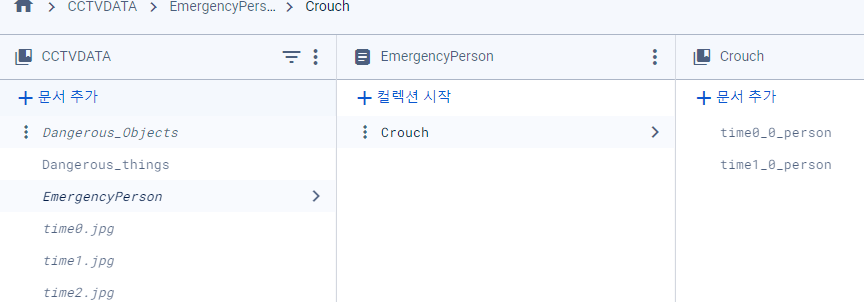 CCTVDATA > EmergencyPers... > Crouch
CCTVDATA
문서 추가
Dangerous_Objects
Dangerous_things
EmergencyPerson
time0.jpg
time1.jpg
time2.jpg
EmergencyPerson
컬렉션 시작
Crouch
Crouch
문서 추가
time0_0_person
time1_0_person